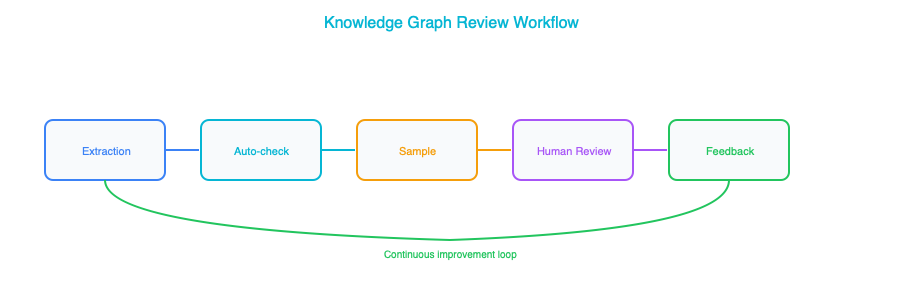 Knowledge Graph Review Workflow
Extraction
Auto-check
Sample
Human Review
Feedback
Continuous improvement loop